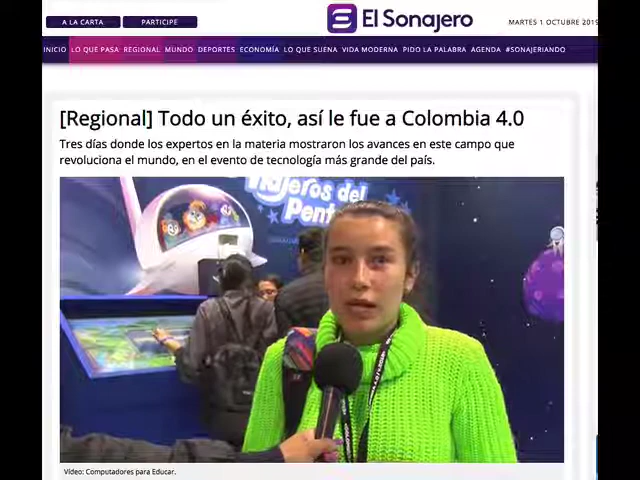 A LA CARTA
PARTICIPE
El Sonajero
MARTES 1 OCTUBRE 2019
INICIO LO QUE PASA REGIONAL MUNDO DEPORTES ECONOMÍA LO QUE SUENA VIDA MODERNA PIDO LA PALABRA AGENDA #SONAJERIANDO
[Regional] Todo un éxito, así le fue a Colombia 4.0
Tres días donde los expertos en la materia mostraron los avances en este campo que
revoluciona el mundo, en el evento de tecnología más grande del país.
del
Vídeo: Computadores para Educar.